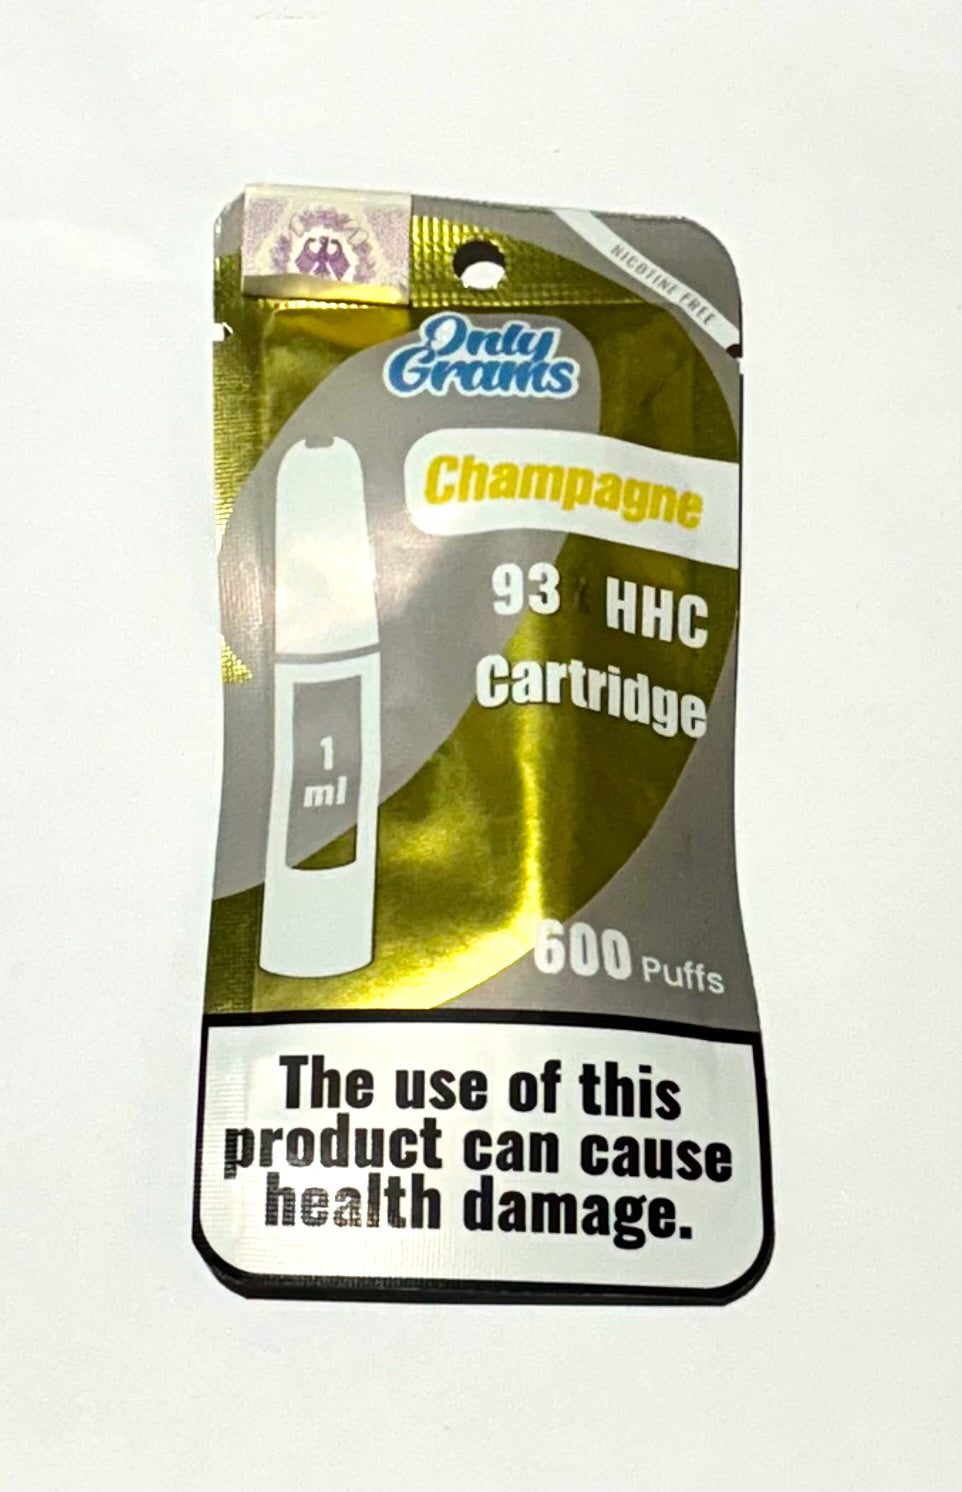 NICOTINE FREE
Only
Grams
Champagne
93 HHC
Cartridge
1
ml
600 Puffs
The use of this
product can cause
health damage.